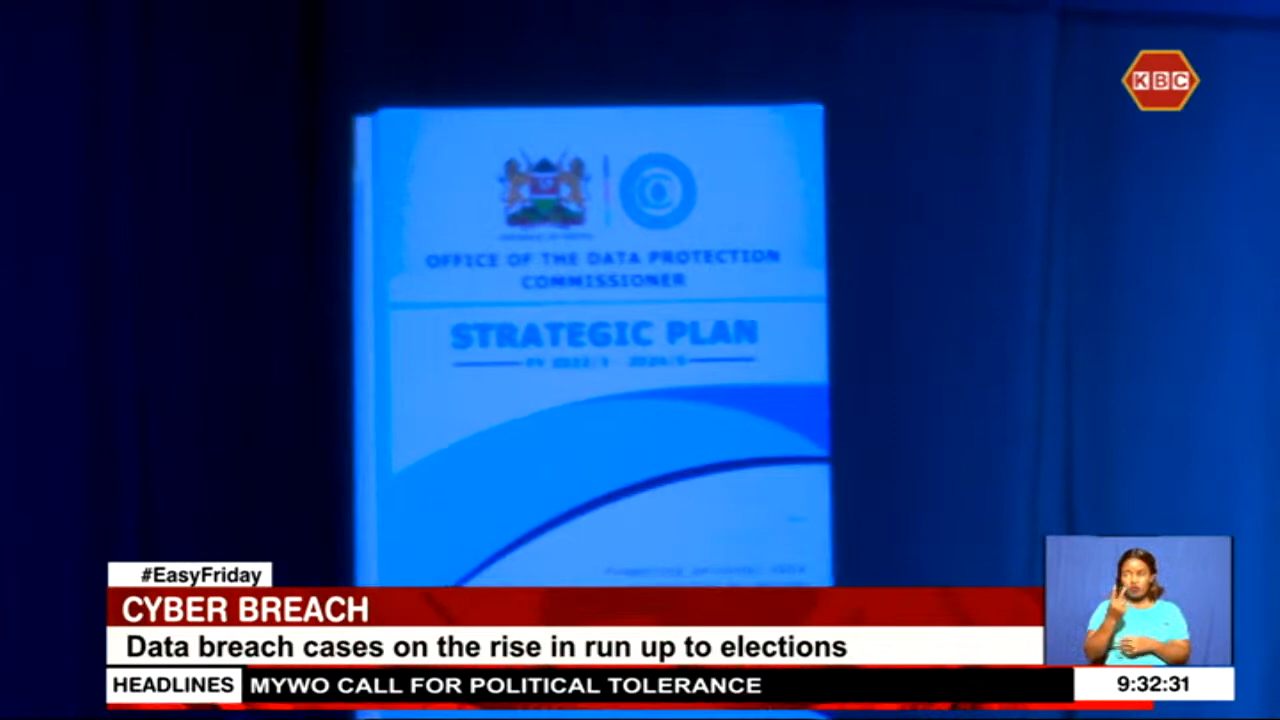 KBC
OFFICE OF THE DATA PROTECTION
COMMISSIONER
STRATEGIC PLAN
#EasyFriday
CYBER BREACH
Data breach cases on the rise in run up to elections
HEADLINES MYWO CALL FOR POLITICAL TOLERANCE
9:32:31